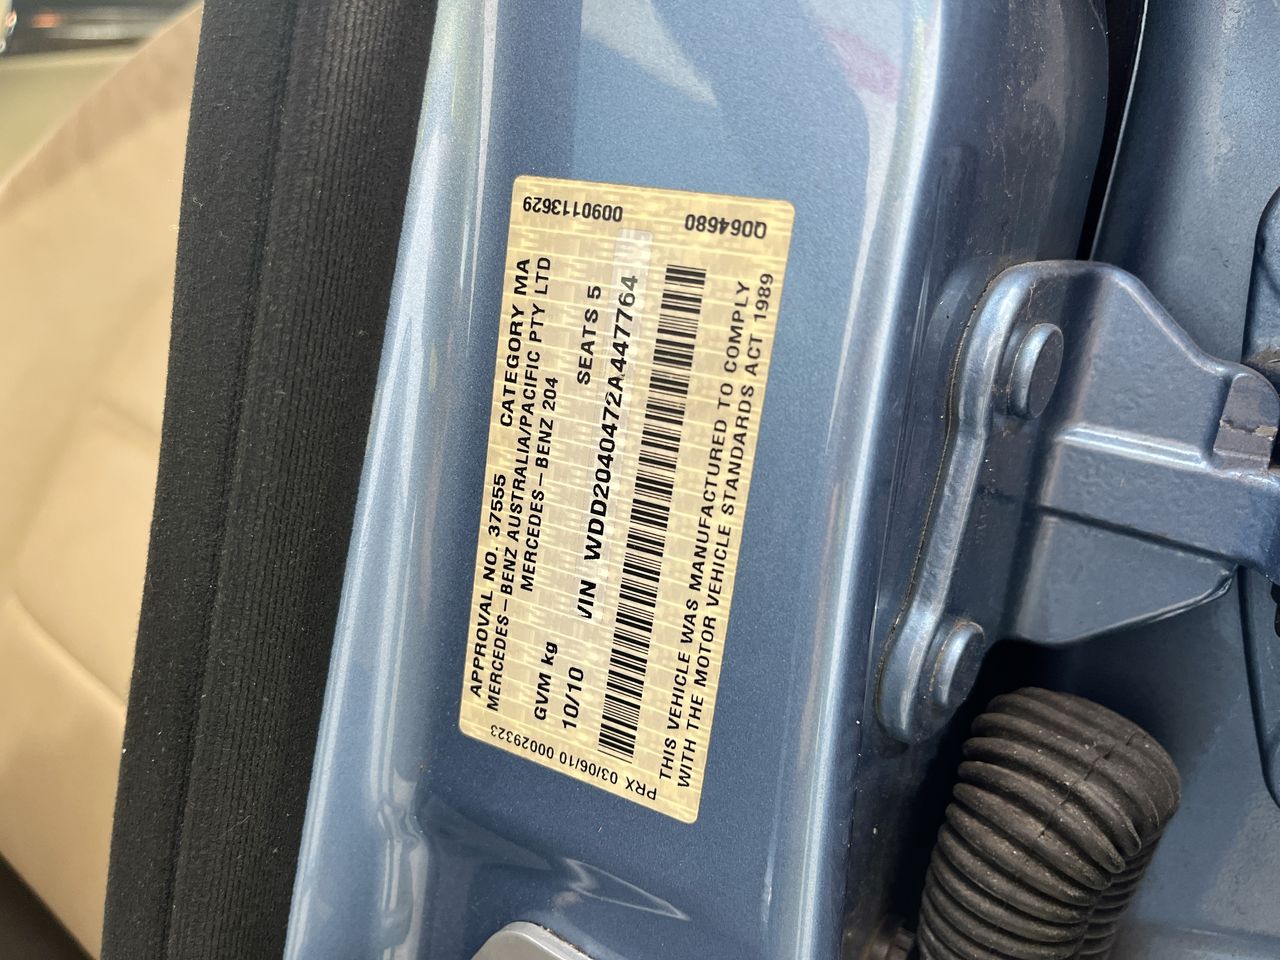 APPROVAL NO. 37555 CATEGORY MA
MERCEDES-BENZ AUSTRALIA/PACIFIC PTY LTD
MERCEDES-BENZ 204
GVM kg SEATS 5
10/10 VIN WDD2040472A447764
THIS VEHICLE WAS MANUFACTURED TO COMPLY
WITH THE MOTOR VEHICLE STANDARDS ACT 1989
PRX 03/06/10 00029323
0090113629
Q064680